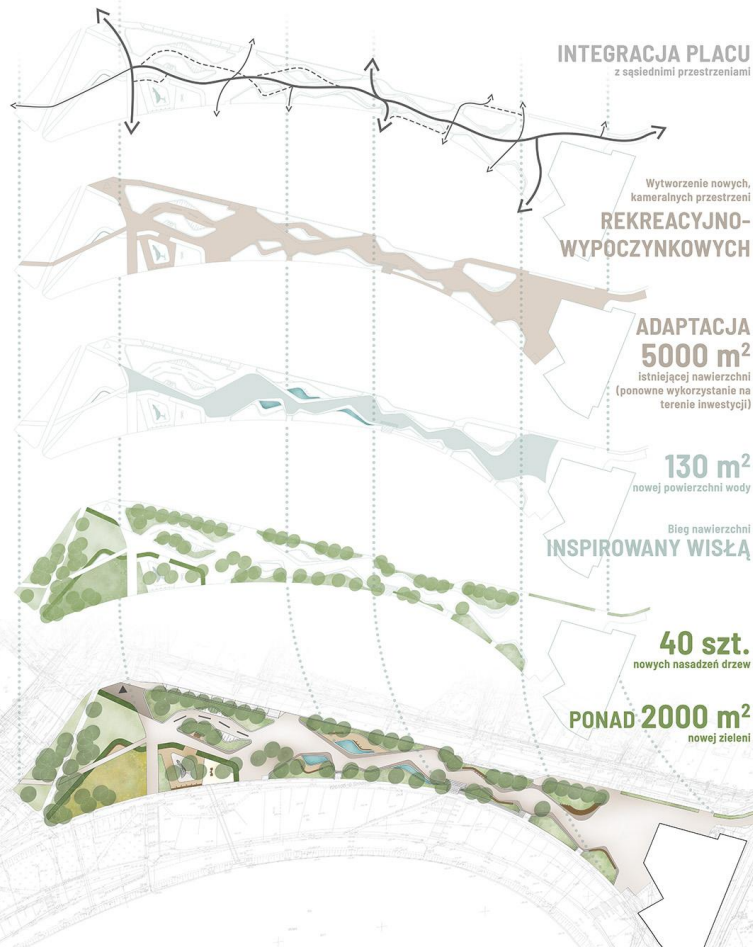 INTEGRACJA PLACU
z sąsiednimi przestrzeniami
Wytworzenie nowych,
kameralnych przestrzeni
REKREACYJNO-
WYPOCZYNKOWYCH
ADAPTACJA
5000 m²
istniejącej nawierzchni
(ponowne wykorzystanie na
terenie inwestycji)
130 m²
nowej powierzchni wody
Bieg nawierzchni
INSPIROWANY WISŁĄ
40 szt.
nowych nasadzeń drzew
PONAD 2000 m²
nowej zieleni